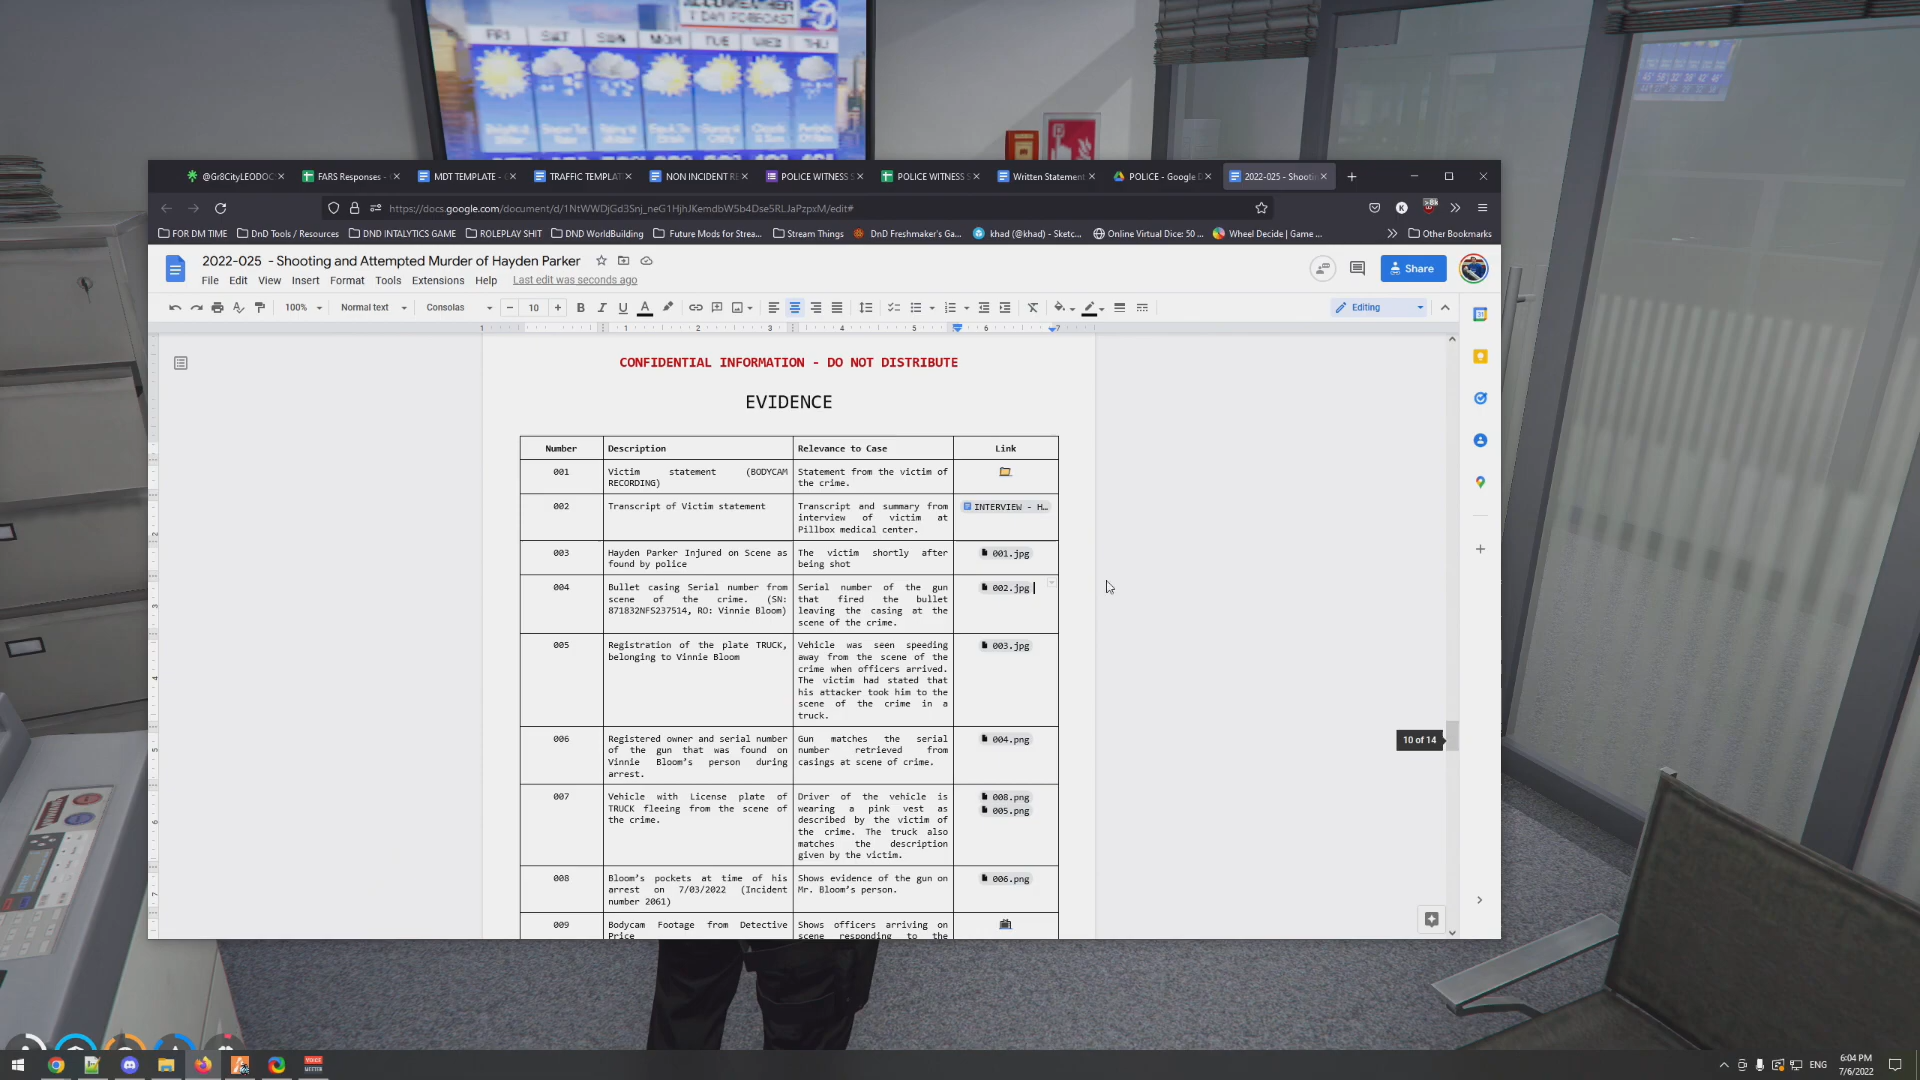 7 DAY FORECAST
7
FRI SAT SUN MON TUE WED THU
@Gr8CityLEODOC
FARS Responses -
MDT TEMPLATE -
TRAFFIC TEMPLAT
NON INCIDENT R
POLICE WITNESS S
POLICE WITNESS S
Written Statement
POLICE - Google D
2022-025 - Shooti
https://docs.google.com/document/d/1NtWWDjGd3Snj_neG1HjhJKemdbW5b4Dse5RLJaPzpxM/edit#
FOR DM TIME
DnD Tools / Resources
DND INTALYTICS GAME
ROLEPLAY SHIT
DND WorldBuilding
Future Mods for Strea...
Stream Things
DnD Freshmaker's Ga...
khad (@khad) - Sketc...
Online Virtual Dice: 50 ...
Wheel Decide | Game ...
Other Bookmarks
2022-025 - Shooting and Attempted Murder of Hayden Parker
File Edit View Insert Format Tools Extensions Help Last edit was seconds ago
Share
100% Normal text Consolas 10
Editing
CONFIDENTIAL INFORMATION - DO NOT DISTRIBUTE
EVIDENCE
Number Description Relevance to Case Link
001
Victim statement (BODYCAM
RECORDING)
Statement from the victim of
the crime.
002
Transcript of Victim statement
Transcript and summary from
interview of victim at
Pillbox medical center.
INTERVIEW - H...
003
Hayden Parker Injured on Scene as
found by police
The victim shortly after
being shot
001.jpg
004
Bullet casing Serial number from
scene of the crime. (SN:
871832NFS237514, RO: Vinnie Bloom)
Serial number of the gun
that fired the bullet
leaving the casing at the
scene of the crime.
002.jpg
005
Registration of the plate TRUCK,
belonging to Vinnie Bloom
Vehicle was seen speeding
away from the scene of the
crime when officers arrived.
The victim had stated that
his attacker took him to the
scene of the crime in a
truck.
003.jpg
006
Registered owner and serial number
of the gun that was found on
Vinnie Bloom's person during
arrest.
Gun matches the serial
number retrieved from
casings at scene of crime.
004.png
007
Vehicle with License plate of
TRUCK fleeing from the scene of
the crime.
Driver of the vehicle is
wearing a pink vest as
described by the victim of
the crime. The truck also
matches the description
given by the victim.
008.png
005.png
008
Bloom's pockets at time of his
arrest on 7/03/2022 (Incident
number 2061)
Shows evidence of the gun on
Mr. Bloom's person.
006.png
009
Bodycam Footage from Detective
Price
Shows officers arriving on
scene responding to the
10 of 14
ENG
6:04 PM
7/6/2022